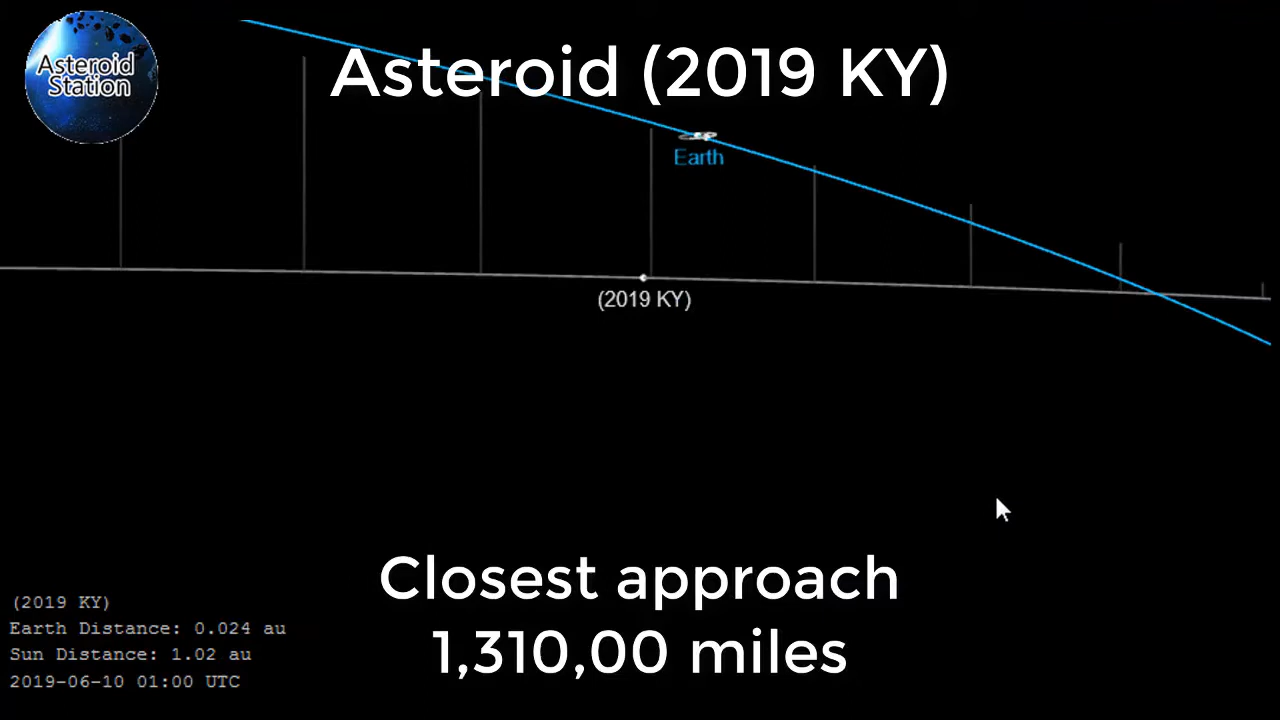 Asteroid
Station
Asteroid (2019 KY)
Earth
(2019 KY)
Closest approach
1,310,00 miles
(2019 KY)
Earth Distance: 0.024 au
Sun Distance: 1.02 au
2019-06-10 01:00 UTC